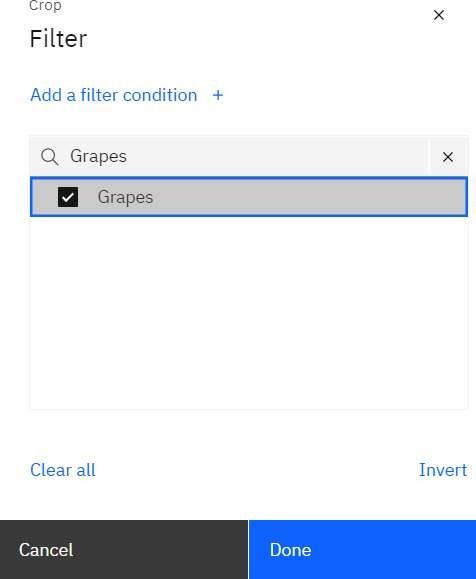 Crop
Filter
Add a filter condition +
Grapes
Grapes
Clear all
Invert
Cancel
Done